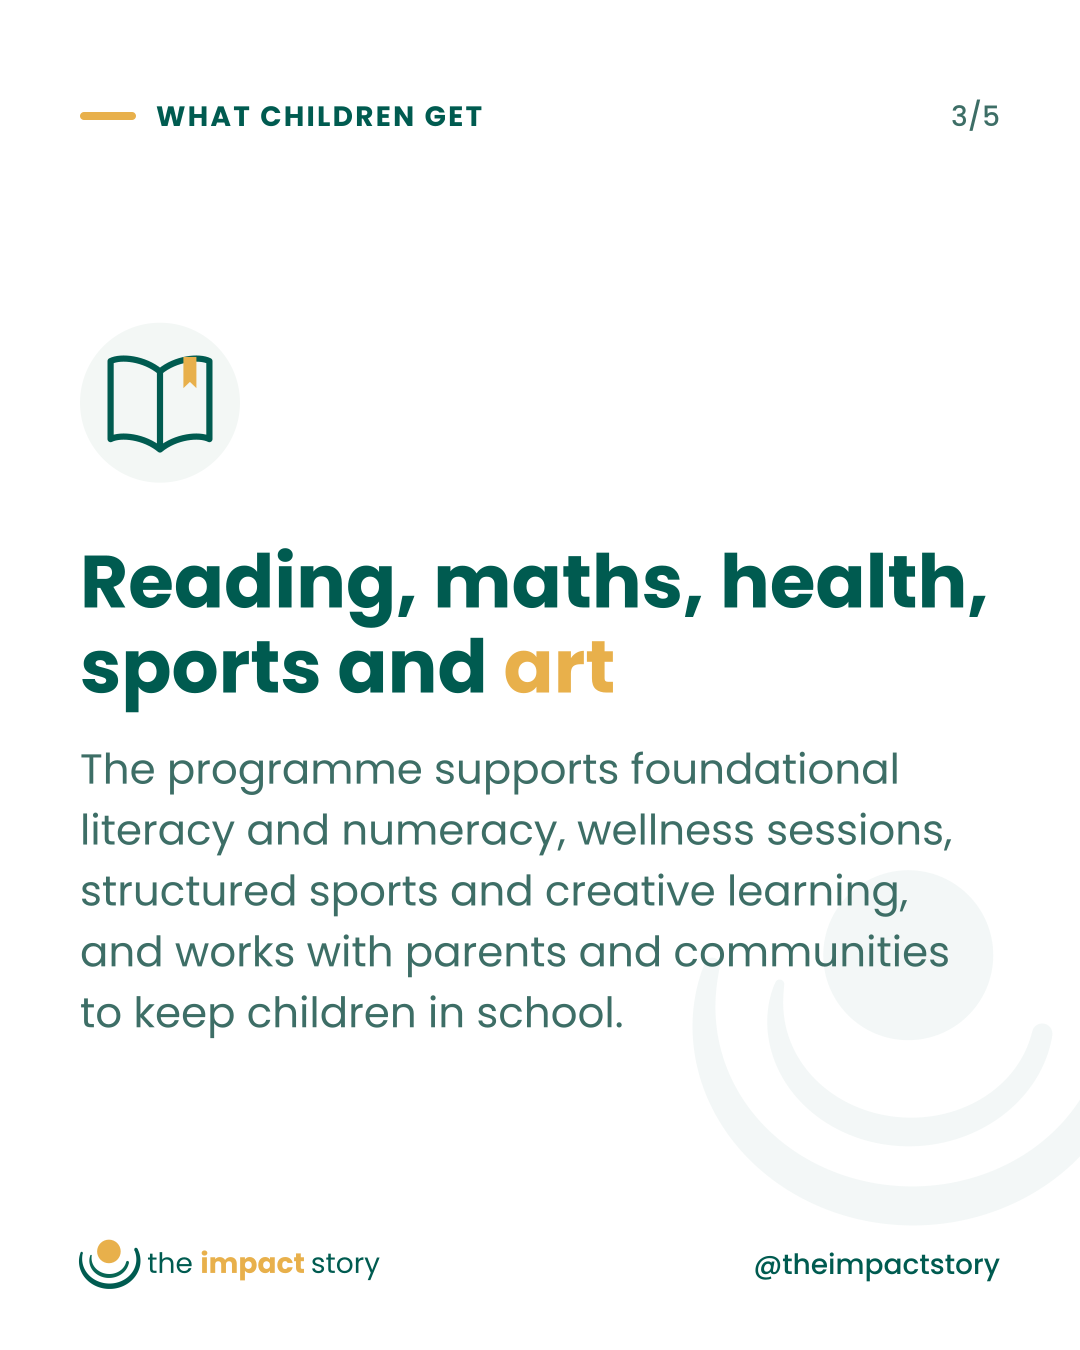 WHAT CHILDREN GET
3/5
Reading, maths, health,
sports and art
The programme supports foundational
literacy and numeracy, wellness sessions,
structured sports and creative learning,
and works with parents and communities
to keep children in school.
the impact story
@theimpactstory